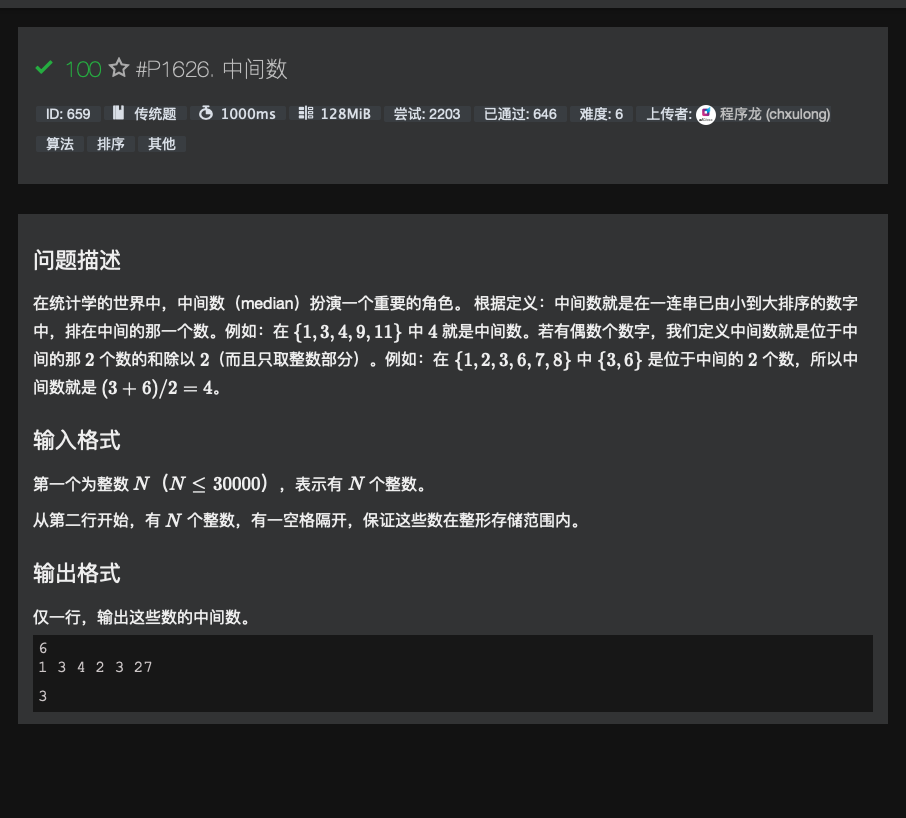 100 #P1626. 中间数
ID: 659 传统题 1000ms 128MiB 尝试: 2203 已通过: 646 难度: 6 上传者: 程序龙 (chxulong)
算法 排序 其他
问题描述
在统计学的世界中，中间数（median）扮演一个重要的角色。 根据定义：中间数就是在一连串已由小到大排序的数字
中，排在中间的那一个数。例如：在 {1, 3, 4, 9, 11} 中 4 就是中间数。若有偶数个数字，我们定义中间数就是位于中
间的那 2 个数的和除以 2（而且只取整数部分）。例如：在 {1, 2, 3, 6, 7, 8} 中 {3, 6} 是位于中间的 2 个数，所以中
间数就是 (3 + 6)/2 = 4。
输入格式
第一个为整数 N（N ≤ 30000），表示有 N 个整数。
从第二行开始，有 N 个整数，有一空格隔开，保证这些数在整形存储范围内。
输出格式
仅一行，输出这些数的中间数。
6
1 3 4 2 3 27
3